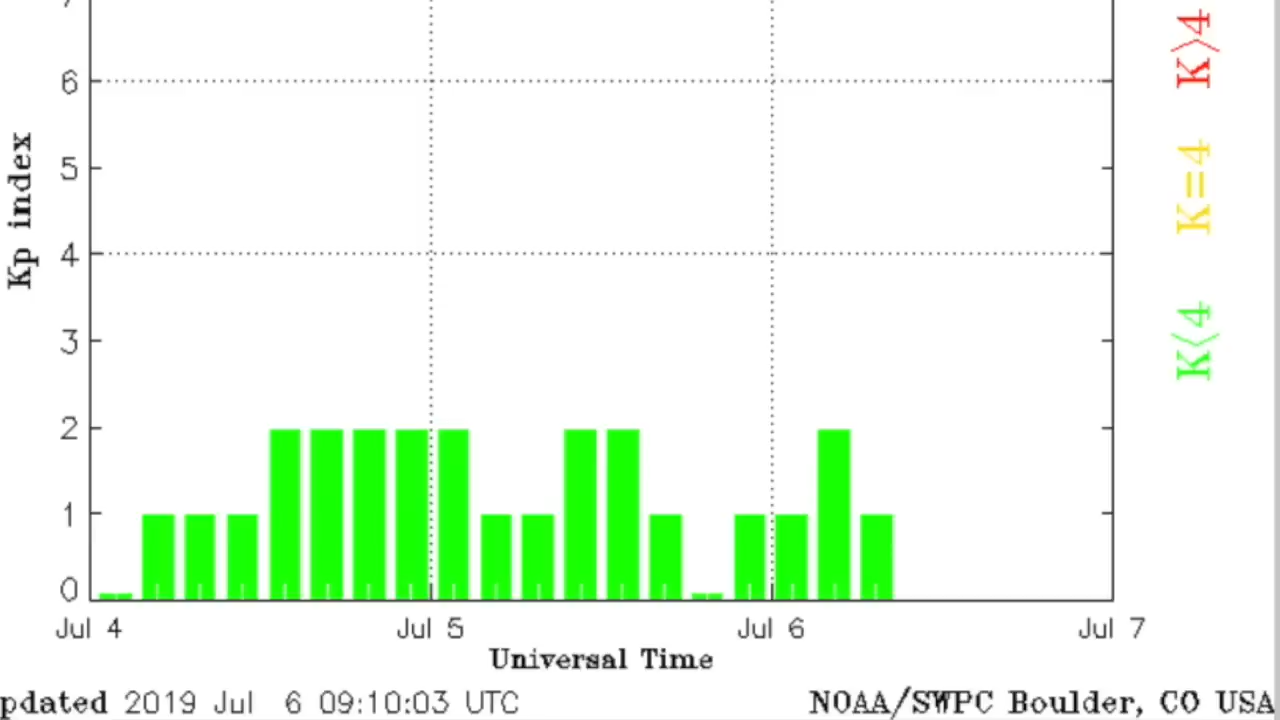 K>4
6
5
K=4
Kp index
4
3
K<4
2
1
0
Jul 4 Jul 5 Jul 6 Jul 7
Universal Time
pdated 2019 Jul 6 09:10:03 UTC NOAA/SWPC Boulder, CO USA